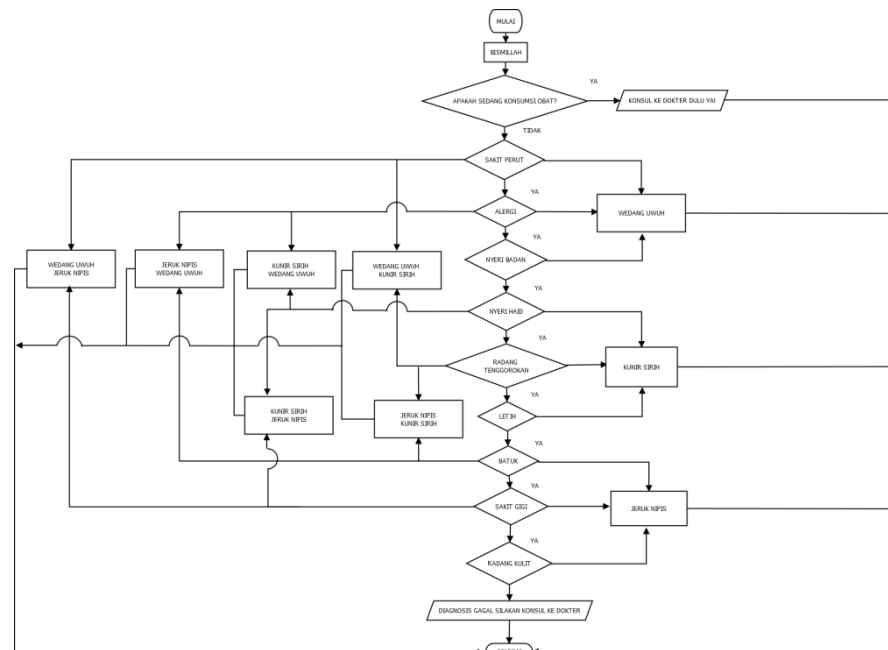 MULAI
BISMILLAH
YA
APAKAH SEDANG KONSUMSI OBAT?
KONSUL KE DOKTER DULU YA!
TIDAK
SAKIT PERUT
YA
ALERGI
WEDANG UWUH
YA
NYERI BADAN
WEDANG UWUH
JERUK NIPIS
JERUK NIPIS
WEDANG UWUH
KUNIR SIRIH
WEDANG UWUH
WEDANG UWUH
KUNIR SIRIH
YA
NYERI HAID
YA
RADANG
TENGGOROKAN
KUNIR SIRIH
YA
KUNIR SIRIH
JERUK NIPIS
JERUK NIPIS
KUNIR SIRIH
LETIH
YA
BATUK
YA
SAKIT GIGI
JERUK NIPIS
YA
RADANG KULIT
DIAGNOSIS GAGAL SILAKAN KONSUL KE DOKTER